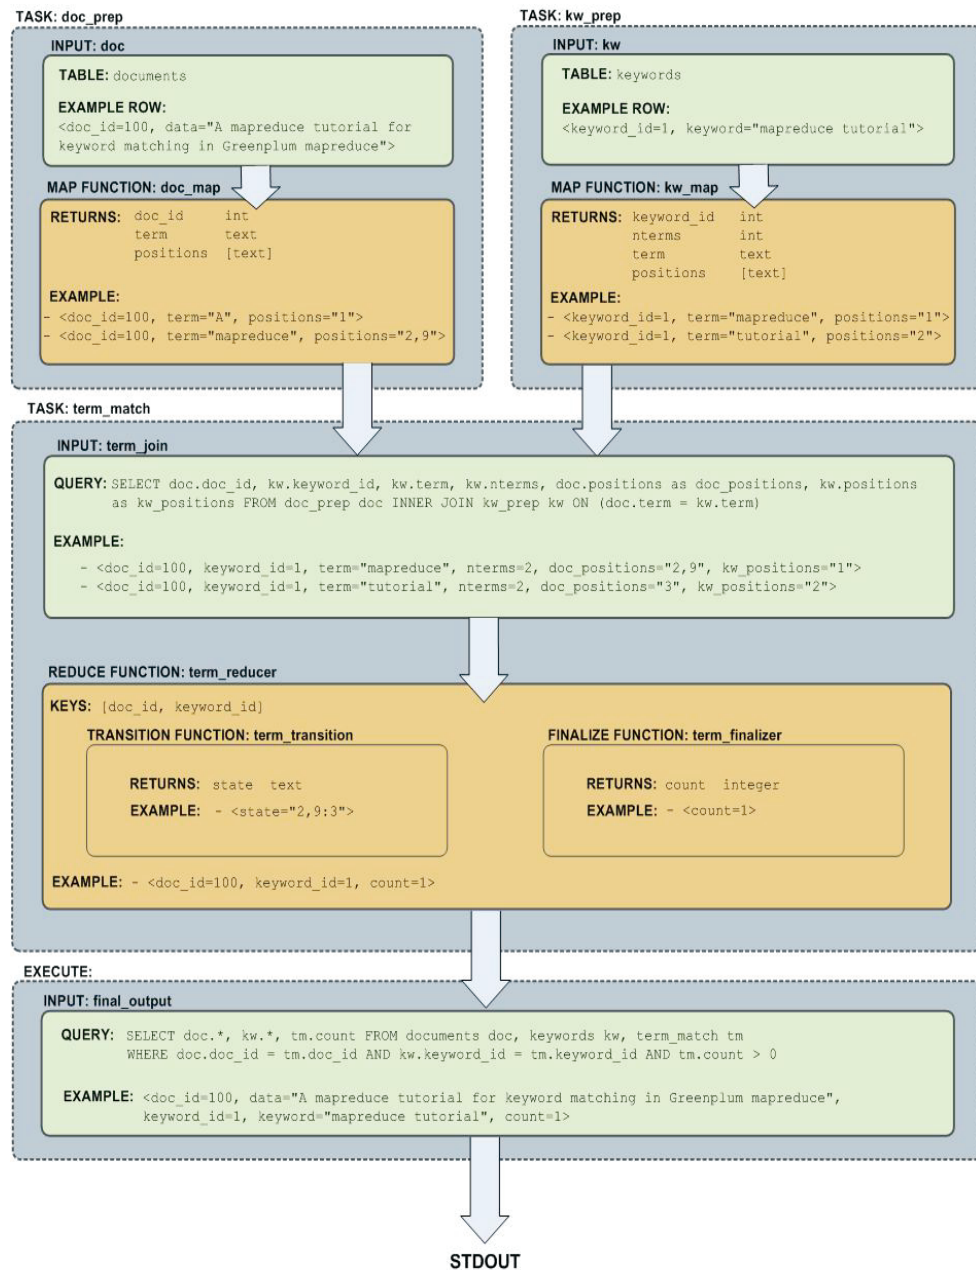 TASK: doc_prep
INPUT: doc
TABLE: documents
EXAMPLE ROW:
<doc_id=100, data="A mapreduce tutorial for
keyword matching in Greenplum mapreduce">
MAP FUNCTION: doc_map
RETURNS: doc_id int
term text
positions [text]
EXAMPLE:
- <doc_id=100, term="A", positions="1">
- <doc_id=100, term="mapreduce", positions="2,9">
TASK: kw_prep
INPUT: kw
TABLE: keywords
EXAMPLE ROW:
<keyword_id=1, keyword="mapreduce tutorial">
MAP FUNCTION: kw_map
RETURNS: keyword_id int
nterms int
term text
positions [text]
EXAMPLE:
- <keyword_id=1, term="mapreduce", positions="1">
- <keyword_id=1, term="tutorial", positions="2">
TASK: term_match
INPUT: term_join
QUERY: SELECT doc.doc_id, kw.keyword_id, kw.term, kw.nterms, doc.positions as doc_positions, kw.positions
as kw_positions FROM doc_prep doc INNER JOIN kw_prep kw ON (doc.term = kw.term)
EXAMPLE:
- <doc_id=100, keyword_id=1, term="mapreduce", nterms=2, doc_positions="2,9", kw_positions="1">
- <doc_id=100, keyword_id=1, term="tutorial", nterms=2, doc_positions="3", kw_positions="2">
REDUCE FUNCTION: term_reducer
KEYS: [doc_id, keyword_id]
TRANSITION FUNCTION: term_transition
RETURNS: state text
EXAMPLE: - <state="2,9:3">
FINALIZE FUNCTION: term_finalizer
RETURNS: count integer
EXAMPLE: - <count=1>
EXAMPLE: - <doc_id=100, keyword_id=1, count=1>
EXECUTE:
INPUT: final_output
QUERY: SELECT doc.*, kw.*, tm.count FROM documents doc, keywords kw, term_match tm
WHERE doc.doc_id = tm.doc_id AND kw.keyword_id = tm.keyword_id AND tm.count > 0
EXAMPLE: <doc_id=100, data="A mapreduce tutorial for keyword matching in Greenplum mapreduce",
keyword_id=1, keyword="mapreduce tutorial", count=1>
STDOUT